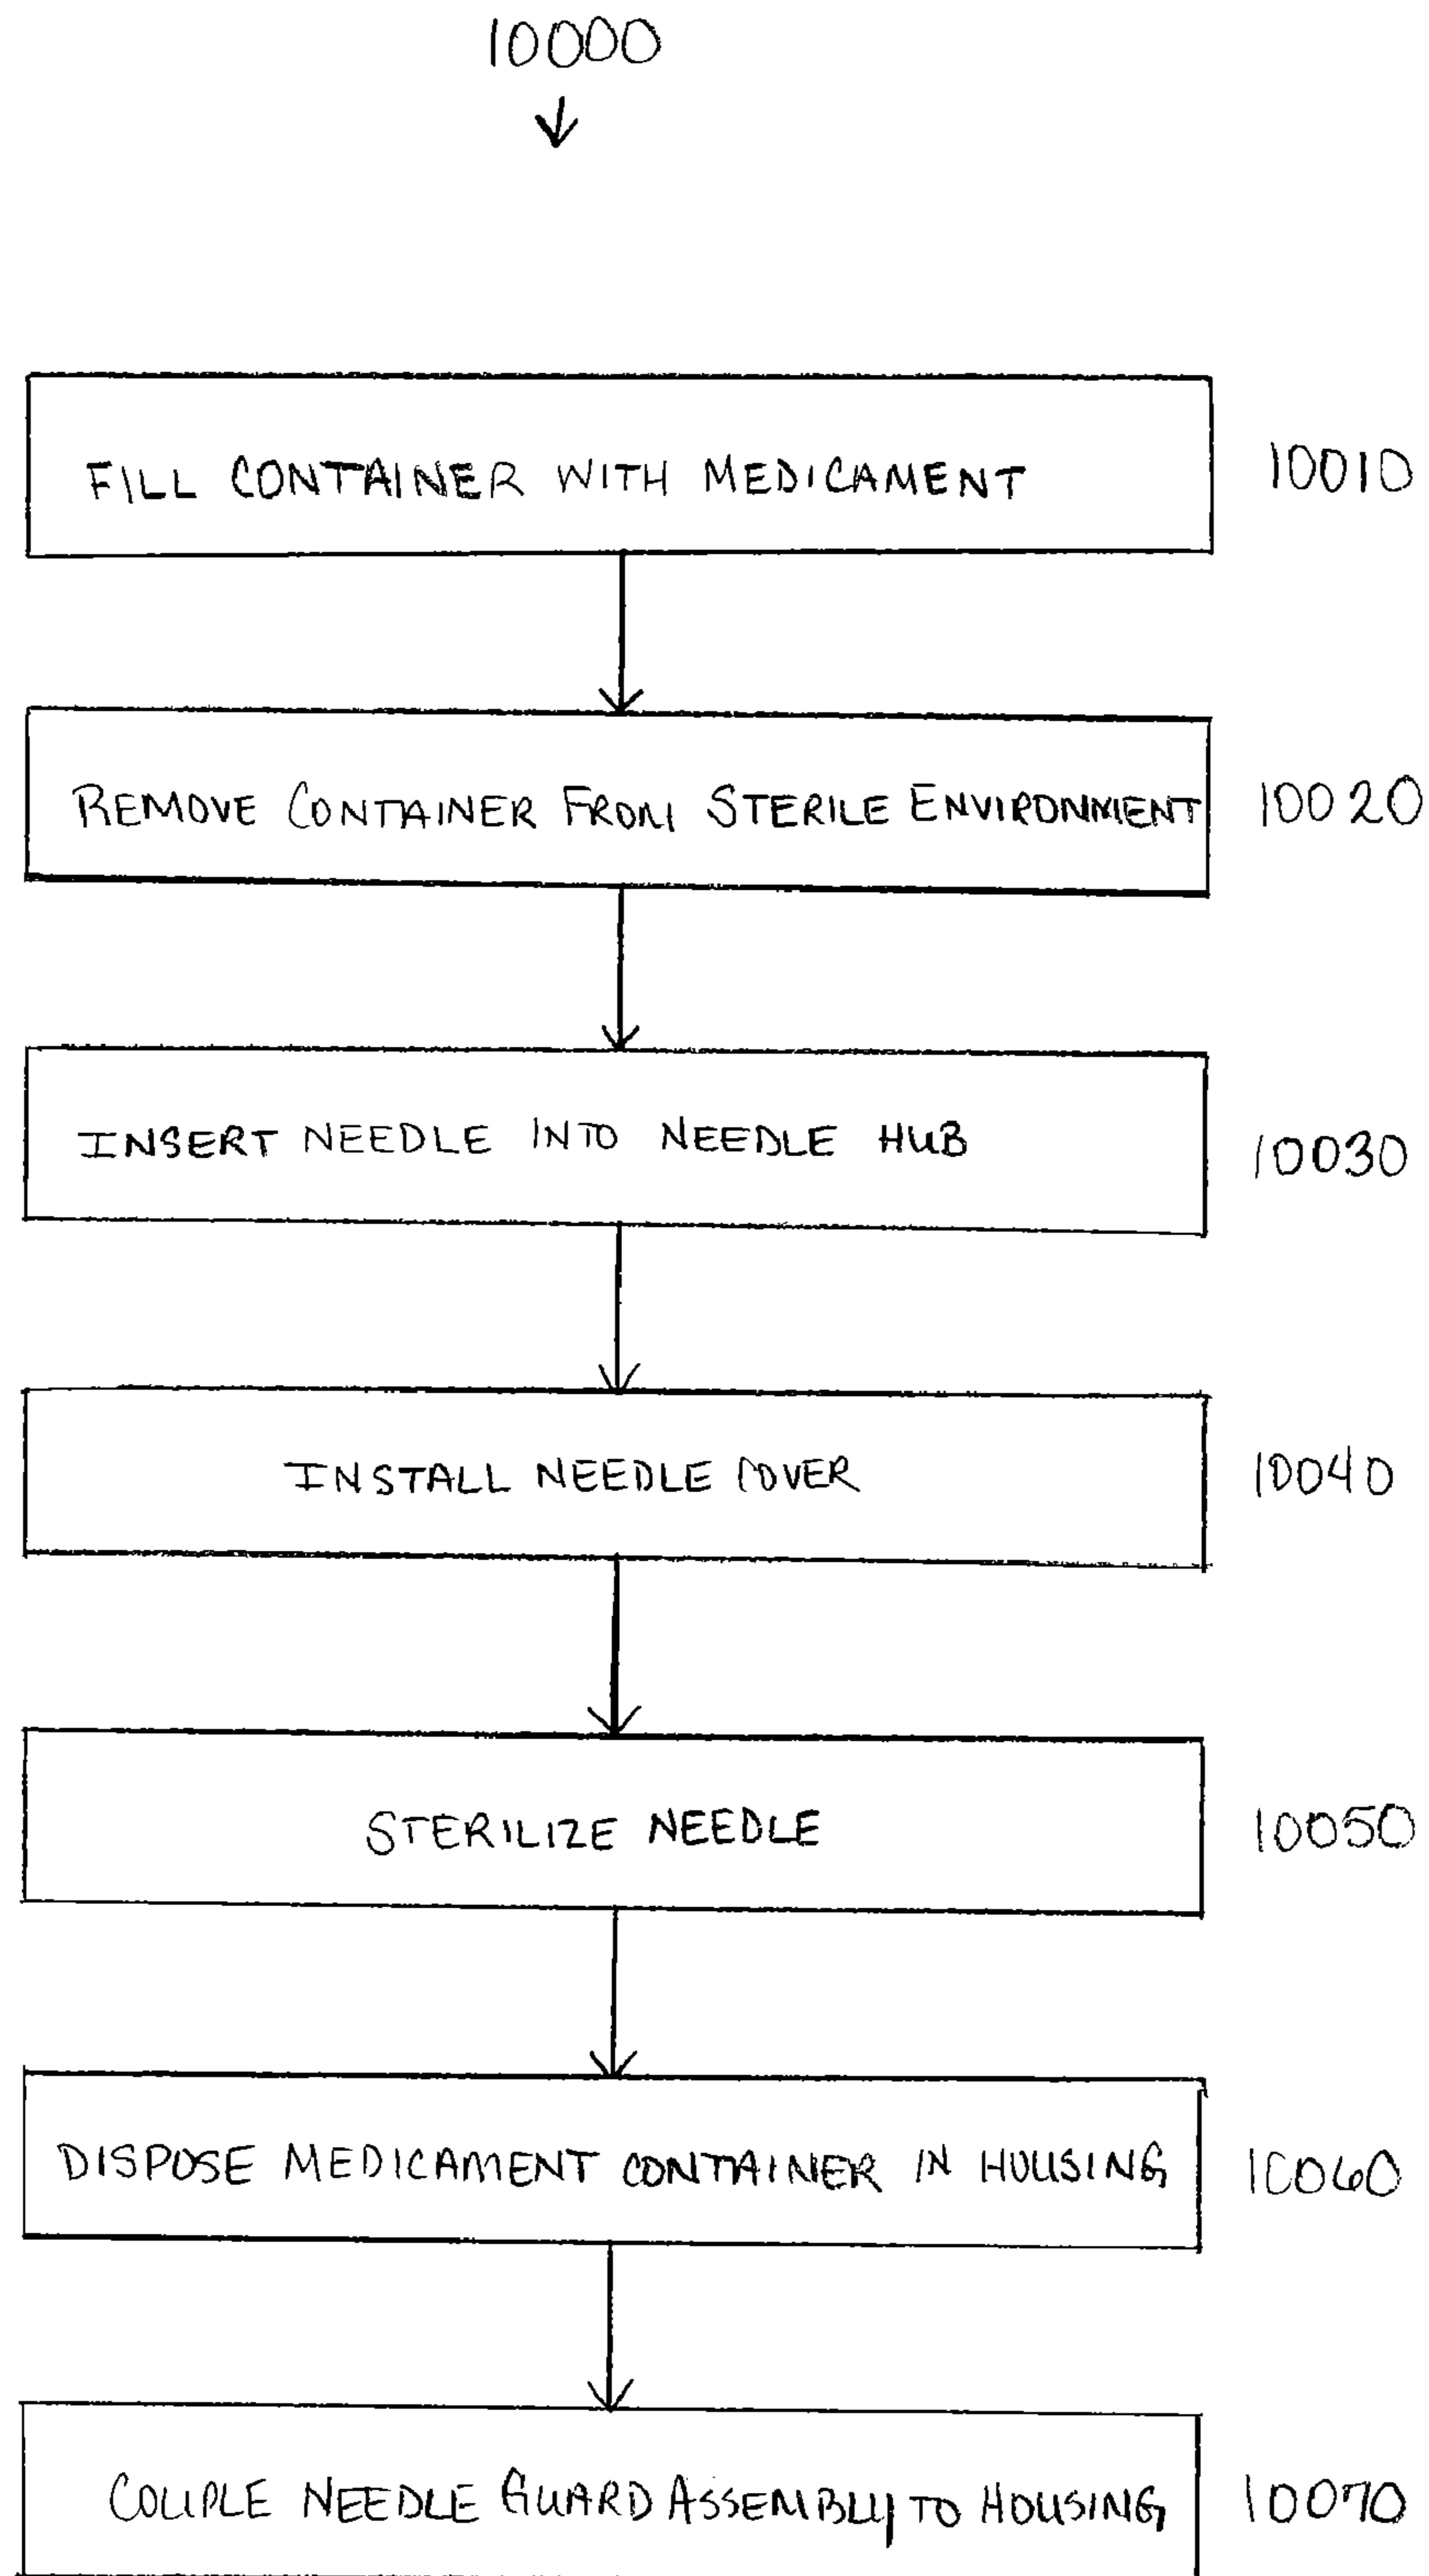 10000
FILL CONTAINER WITH MEDICAMENT 10010
REMOVE CONTAINER FROM STERILE ENVIRONMENT 10020
INSERT NEEDLE INTO NEEDLE HUB 10030
INSTALL NEEDLE COVER 10040
STERILIZE NEEDLE 10050
DISPOSE MEDICAMENT CONTAINER IN HOUSING 10060
COUPLE NEEDLE GUARD ASSEMBLY TO HOUSING 10070